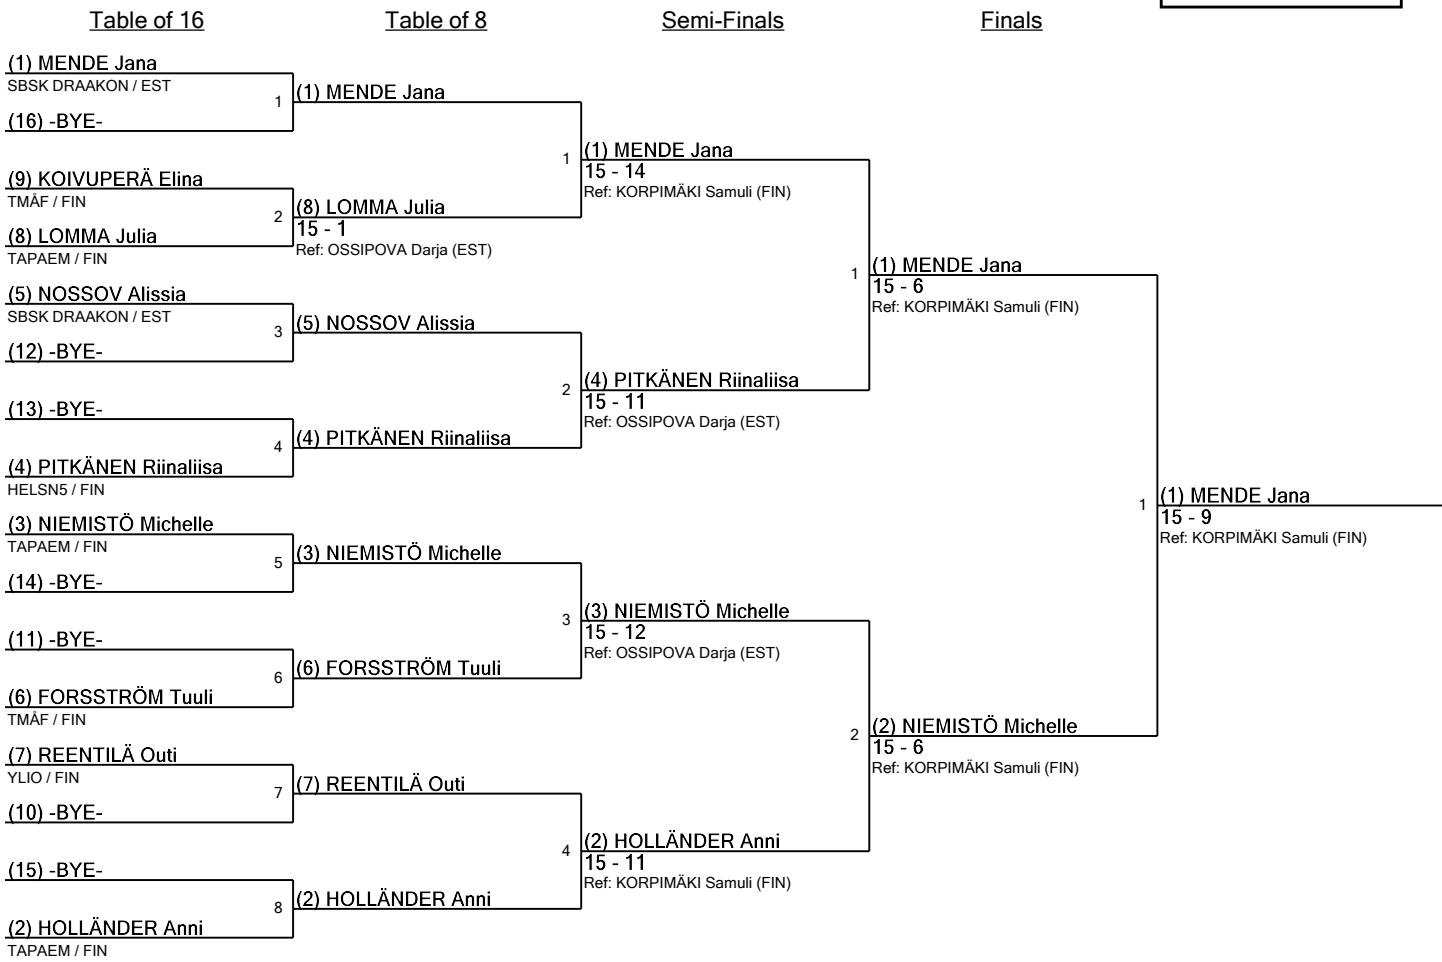 Table of 16
Table of 8
Semi-Finals
Finals
(1) MENDE Jana
SBSK DRAAKON / EST
(16) -BYE-
1
(9) KOIVUPERÄ Elina
TMÅF / FIN
(8) LOMMA Julia
TAPAEM / FIN
2
(5) NOSSOV Alissia
SBSK DRAAKON / EST
(12) -BYE-
3
(13) -BYE-
(4) PITKÄNEN Riinaliisa
HELSN5 / FIN
4
(3) NIEMISTÖ Michelle
TAPAEM / FIN
(14) -BYE-
5
(11) -BYE-
(6) FORSSTRÖM Tuuli
TMÅF / FIN
6
(7) REENTILÄ Outi
YLIO / FIN
(10) -BYE-
7
(15) -BYE-
(2) HOLLÄNDER Anni
TAPAEM / FIN
8
(1) MENDE Jana
(8) LOMMA Julia
15 - 1
Ref: OSSIPOVA Darja (EST)
1
(5) NOSSOV Alissia
(4) PITKÄNEN Riinaliisa
2
(3) NIEMISTÖ Michelle
(6) FORSSTRÖM Tuuli
3
(7) REENTILÄ Outi
(2) HOLLÄNDER Anni
4
(1) MENDE Jana
15 - 14
Ref: KORPIMÄKI Samuli (FIN)
(4) PITKÄNEN Riinaliisa
15 - 11
Ref: OSSIPOVA Darja (EST)
1
(3) NIEMISTÖ Michelle
15 - 12
Ref: OSSIPOVA Darja (EST)
(2) HOLLÄNDER Anni
15 - 11
Ref: KORPIMÄKI Samuli (FIN)
2
(1) MENDE Jana
15 - 6
Ref: KORPIMÄKI Samuli (FIN)
(2) NIEMISTÖ Michelle
15 - 6
Ref: KORPIMÄKI Samuli (FIN)
1
(1) MENDE Jana
15 - 9
Ref: KORPIMÄKI Samuli (FIN)